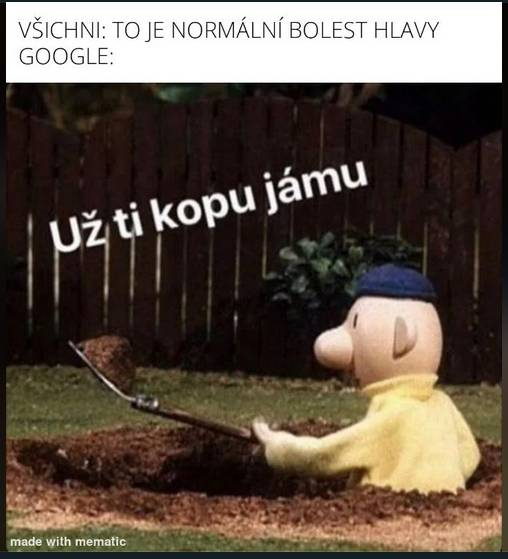 VŠICHNI: TO JE NORMÁLNÍ BOLEST HLAVY
GOOGLE:
Už ti kopu jámu
made with mematic